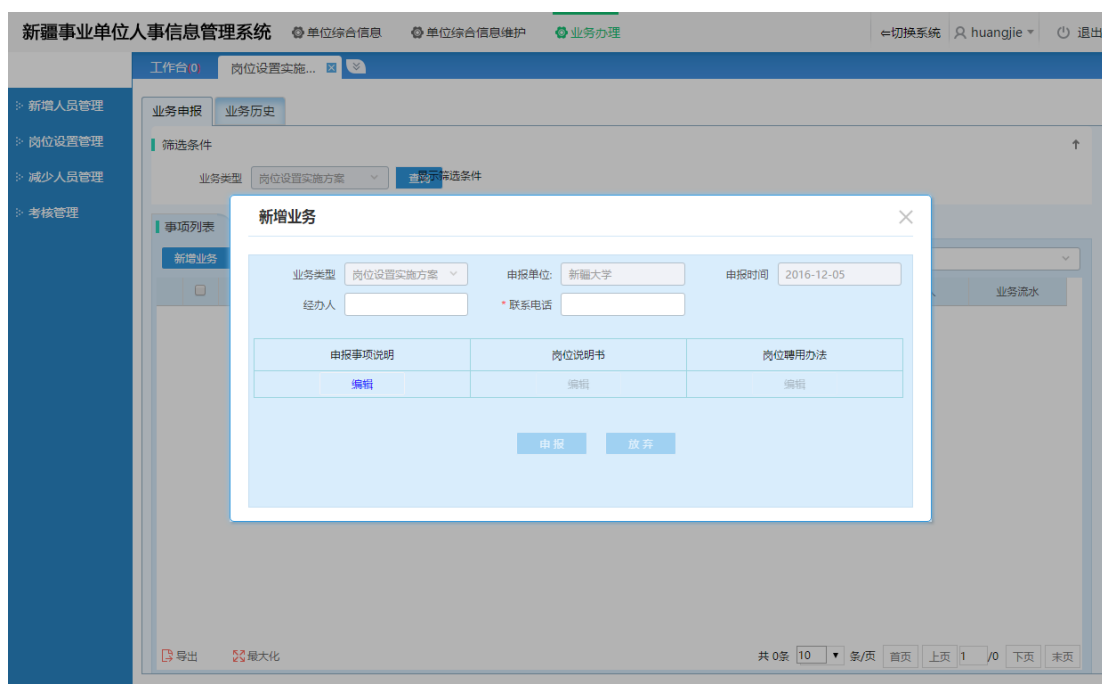 新疆事业单位人事信息管理系统 单位综合信息 单位综合信息维护 业务办理 ⇐切换系统 huangjie 退出
工作台(0) 岗位设置实施...
新增人员管理
岗位设置管理
减少人员管理
考核管理
业务申报 业务历史
筛选条件
业务类型 岗位设置实施方案 显示筛选条件
事项列表
新增业务
业务流水
新增业务
业务类型 岗位设置实施方案 申报单位: 新疆大学 申报时间 2016-12-05
经办人 * 联系电话
申报事项说明 岗位说明书 岗位聘用办法
编辑 编辑 编辑
申 报 放 弃
导出 最大化 共 0条 10 条/页 首页 上页 1 /0 下页 末页